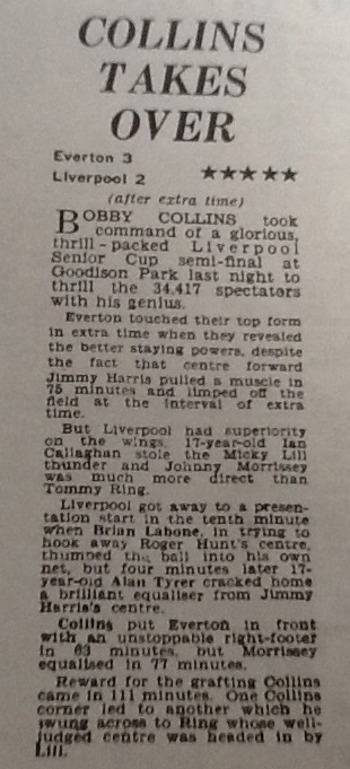 COLLINS
TAKES
OVER
Everton 3
Liverpool 2 ★★★★★
(after extra time)
BOBBY COLLINS took
command of a glorious,
thrill-packed Liverpool
Senior Cup semi-final at
Goodison Park last night to
thrill the 34,417 spectators
with his genius.
Everton touched their top form
in extra time when they revealed
the better staying powers, despite
the fact that centre forward
Jimmy Harris pulled a muscle in
75 minutes and limped off the
field at the interval of extra
time.
But Liverpool had superiority
on the wings. 17-year-old Ian
Callaghan stole the Micky Lill
thunder and Johnny Morrissey
was much more direct than
Tommy Ring.
Liverpool got away to a presen-
tation start in the tenth minute
when Brian Labone, in trying to
hook away Roger Hunt's centre,
thumped the ball into his own
net, but four minutes later 17-
year-old Alan Tyrer cracked home
a brilliant equaliser from Jimmy
Harris's centre.
Collins put Everton in front
with an unstoppable right-footer
in 63 minutes, but Morrissey
equalised in 77 minutes.
Reward for the grafting Collins
came in 111 minutes. One Collins
corner led to another which he
swung across to Ring whose well-
judged centre was headed in by
Lill.